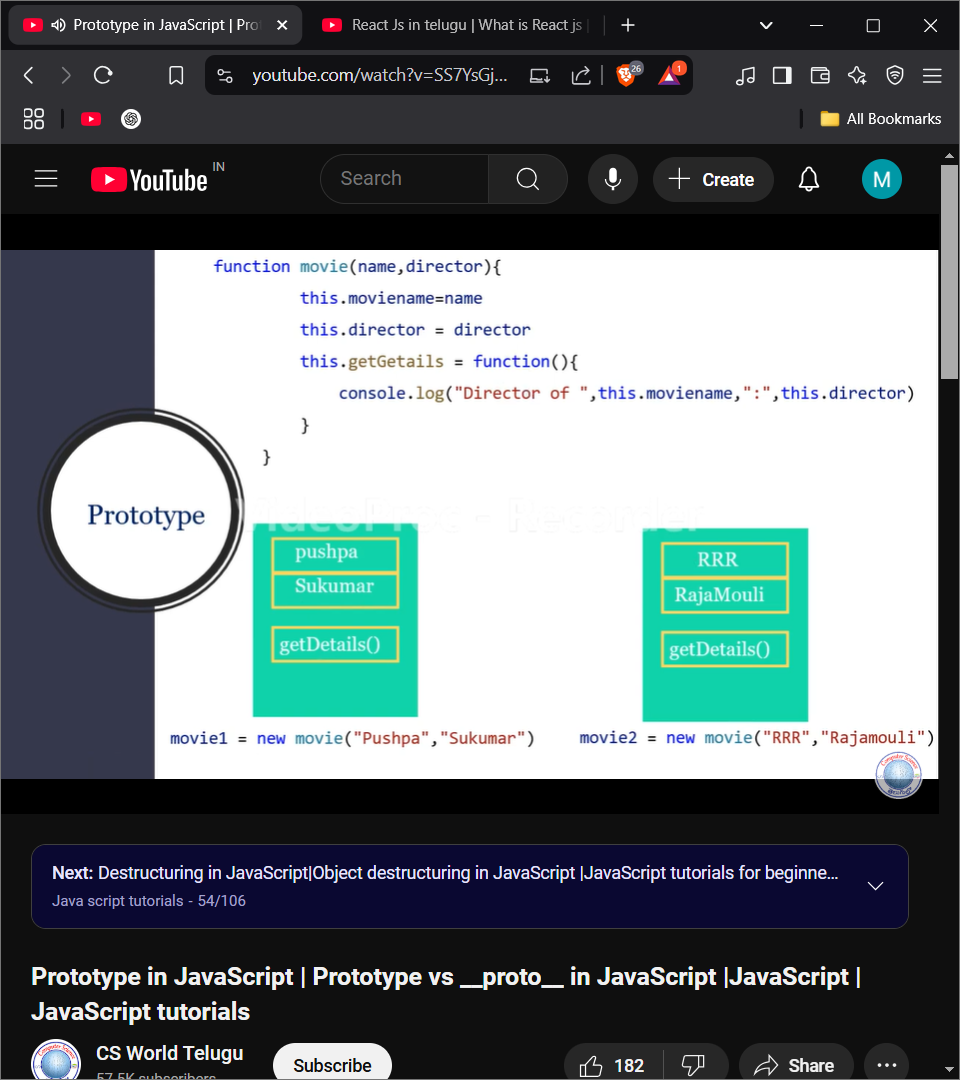 Prototype in JavaScript | Prot
React Js in telugu | What is React js |
youtube.com/watch?v=SS7YsGj...
26
1
All Bookmarks
YouTube IN
Search
Create
M
function movie(name,director){
this.moviename=name
this.director = director
this.getGetails = function(){
console.log("Director of ",this.moviename,":",this.director)
}
}
Prototype
VideoProc - Recorder
pushpa
Sukumar
getDetails()
RRR
RajaMouli
getDetails()
movie1 = new movie("Pushpa","Sukumar")
movie2 = new movie("RRR","Rajamouli")
Computer Science
Next: Destructuring in JavaScript|Object destructuring in JavaScript |JavaScript tutorials for beginne...
Java script tutorials - 54/106
Prototype in JavaScript | Prototype vs __proto__ in JavaScript |JavaScript |
JavaScript tutorials
CS World Telugu
57.5K subscribers
Subscribe
182
Share